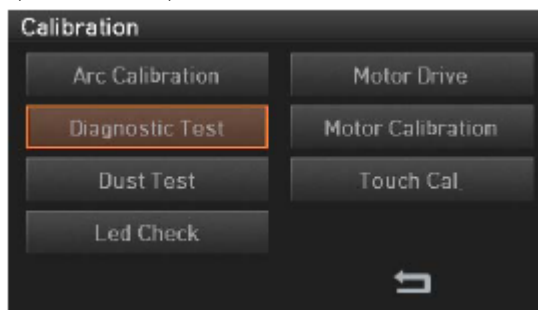 Calibration
Arc Calibration
Motor Drive
Diagnostic Test
Motor Calibration
Dust Test
Touch Cal.
Led Check